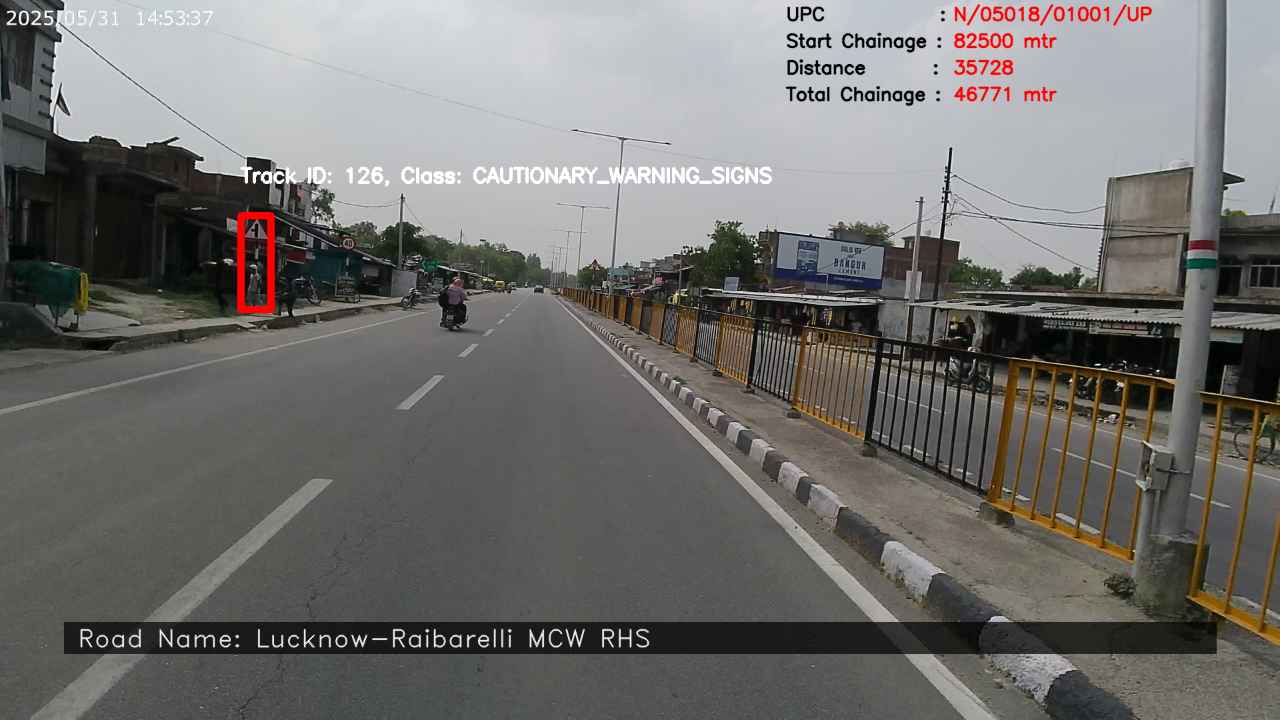 2025/05/31 14:53:37
UPC : N/05018/01001/UP
Start Chainage : 82500 mtr
Distance : 35728
Total Chainage : 46771 mtr
Track ID: 126, Class: CAUTIONARY_WARNING_SIGNS
BANGUR
CEMENT
Road Name: Lucknow-Raibarelli MCW RHS